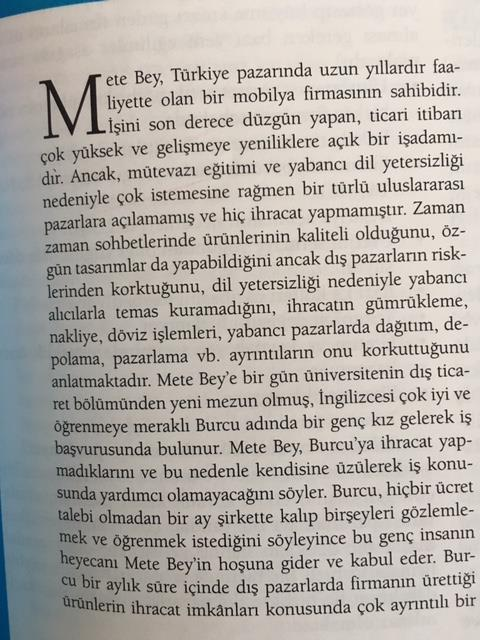 Mete Bey, Türkiye pazarında uzun yıllardır faa-
liyette olan bir mobilya firmasının sahibidir.
İşini son derece düzgün yapan, ticari itibarı
çok yüksek ve gelişmeye yeniliklere açık bir işadamı-
dır. Ancak, mütevazı eğitimi ve yabancı dil yetersizliği
nedeniyle çok istemesine rağmen bir türlü uluslararası
pazarlara açılamamış ve hiç ihracat yapmamıştır. Zaman
zaman sohbetlerinde ürünlerinin kaliteli olduğunu, öz-
gün tasarımlar da yapabildiğini ancak dış pazarların risk-
lerinden korktuğunu, dil yetersizliği nedeniyle yabancı
alıcılarla temas kuramadığını, ihracatın gümrükleme,
nakliye, döviz işlemleri, yabancı pazarlarda dağıtım, de-
polama, pazarlama vb. ayrıntıların onu korkuttuğunu
anlatmaktadır. Mete Bey'e bir gün üniversitenin dış tica-
ret bölümünden yeni mezun olmuş, İngilizcesi çok iyi ve
öğrenmeye meraklı Burcu adında bir genç kız gelerek iş
başvurusunda bulunur. Mete Bey, Burcu'ya ihracat yap-
madıklarını ve bu nedenle kendisine üzülerek iş konu-
sunda yardımcı olamayacağını söyler. Burcu, hiçbir ücret
talebi olmadan bir ay şirkette kalıp birşeyleri gözlemle-
mek ve öğrenmek istediğini söyleyince bu genç insanın
heyecanı Mete Bey'in hoşuna gider ve kabul eder. Bur-
cu bir aylık süre içinde dış pazarlarda firmanın ürettiği
ürünlerin ihracat imkânları konusunda çok ayrıntılı bir